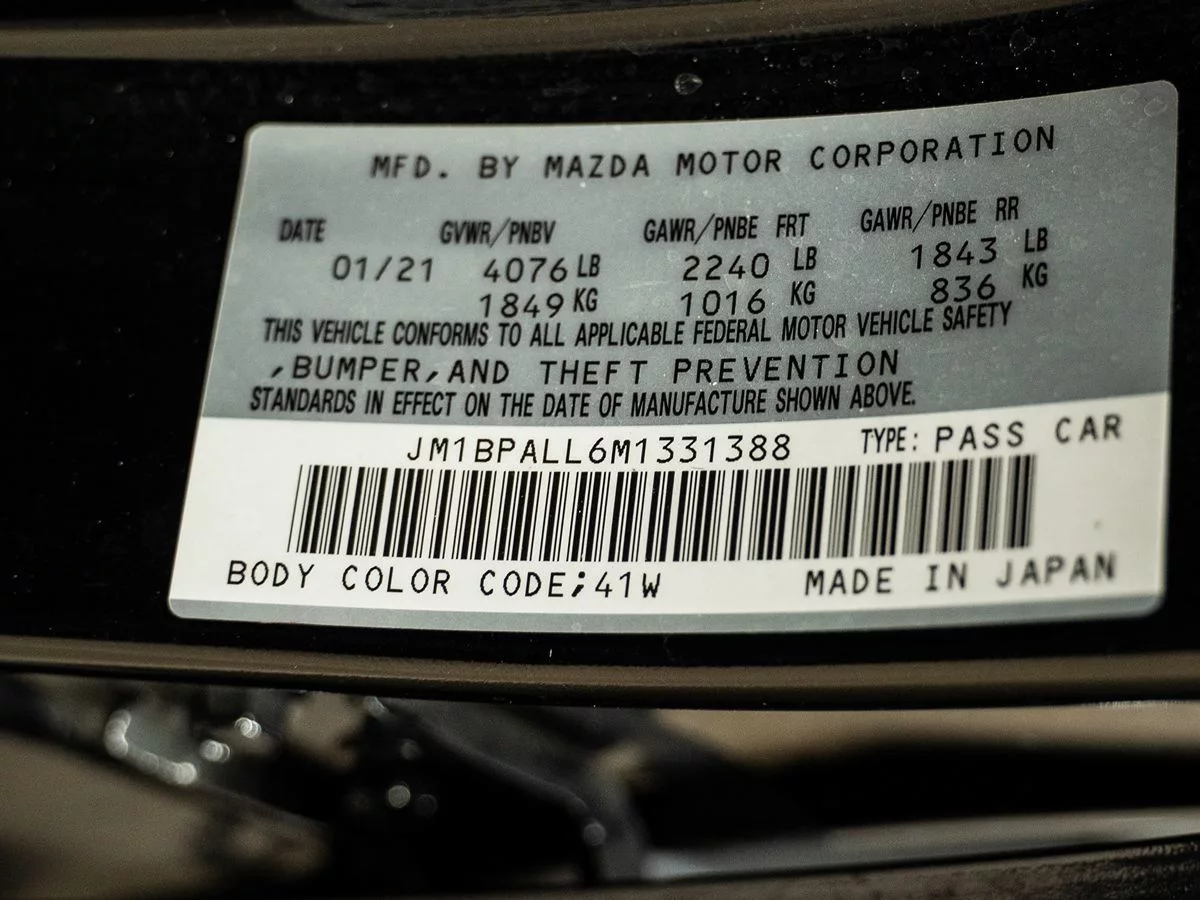 MFD. BY MAZDA MOTOR CORPORATION
DATE GVWR/PNBV GAWR/PNBE FRT GAWR/PNBE RR
01/21 4076 LB 2240 LB 1843 LB
1849 KG 1016 KG 836 KG
THIS VEHICLE CONFORMS TO ALL APPLICABLE FEDERAL MOTOR VEHICLE SAFETY
,BUMPER,AND THEFT PREVENTION
STANDARDS IN EFFECT ON THE DATE OF MANUFACTURE SHOWN ABOVE.
JM1BPALL6M1331388 TYPE: PASS CAR
BODY COLOR CODE;41W MADE IN JAPAN